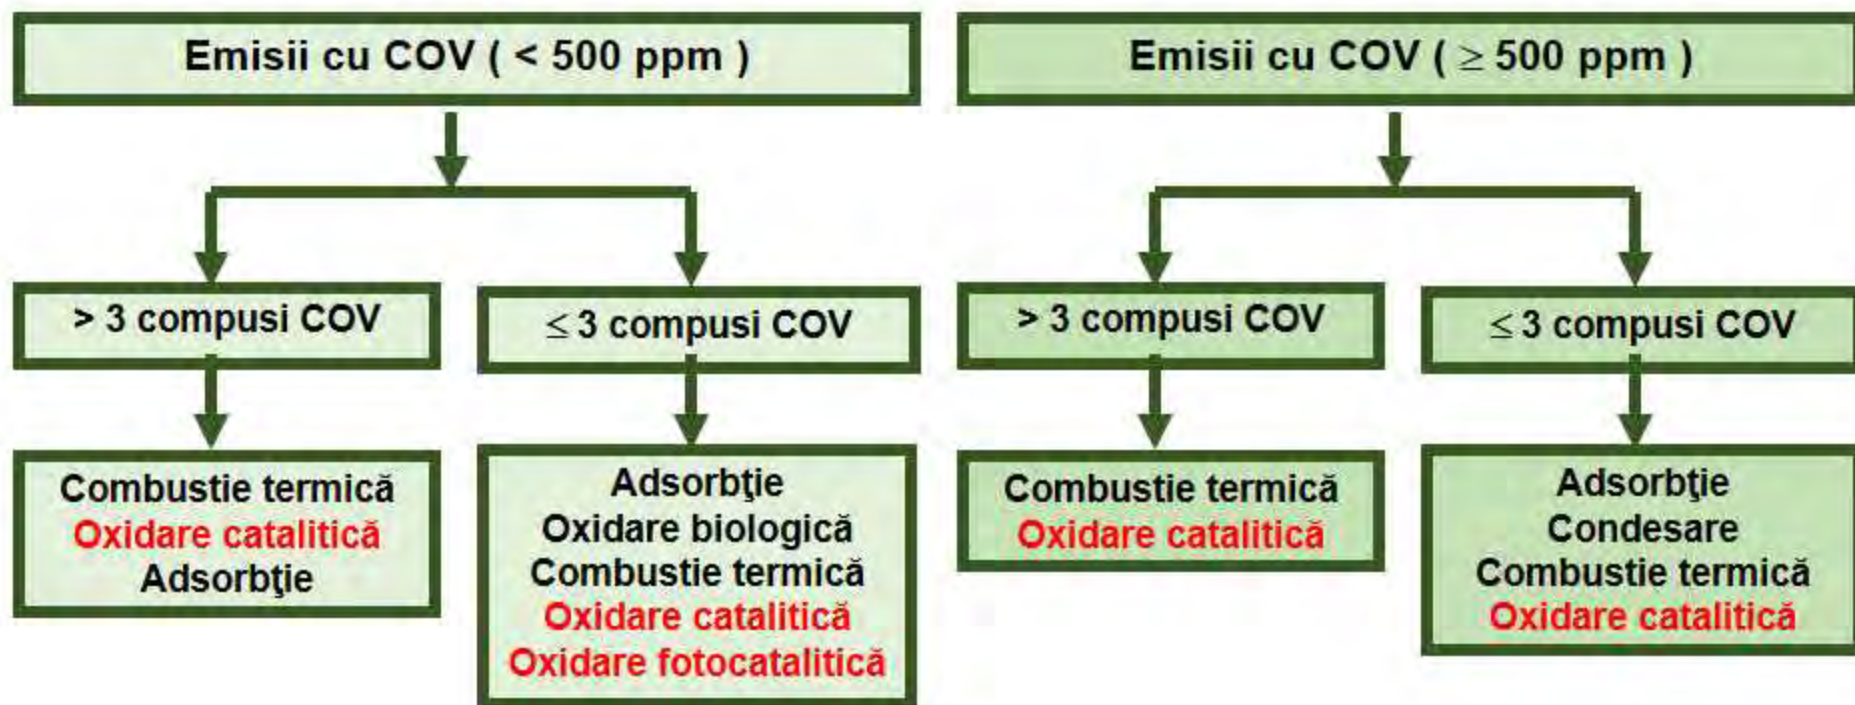 Emisii cu COV ( < 500 ppm )
> 3 compusi COV
Combustie termică
Oxidare catalitică
Adsorbţie
≤ 3 compusi COV
Adsorbţie
Oxidare biologică
Combustie termică
Oxidare catalitică
Oxidare fotocatalitică
Emisii cu COV ( ≥ 500 ppm )
> 3 compusi COV
Combustie termică
Oxidare catalitică
≤ 3 compusi COV
Adsorbţie
Condesare
Combustie termică
Oxidare catalitică